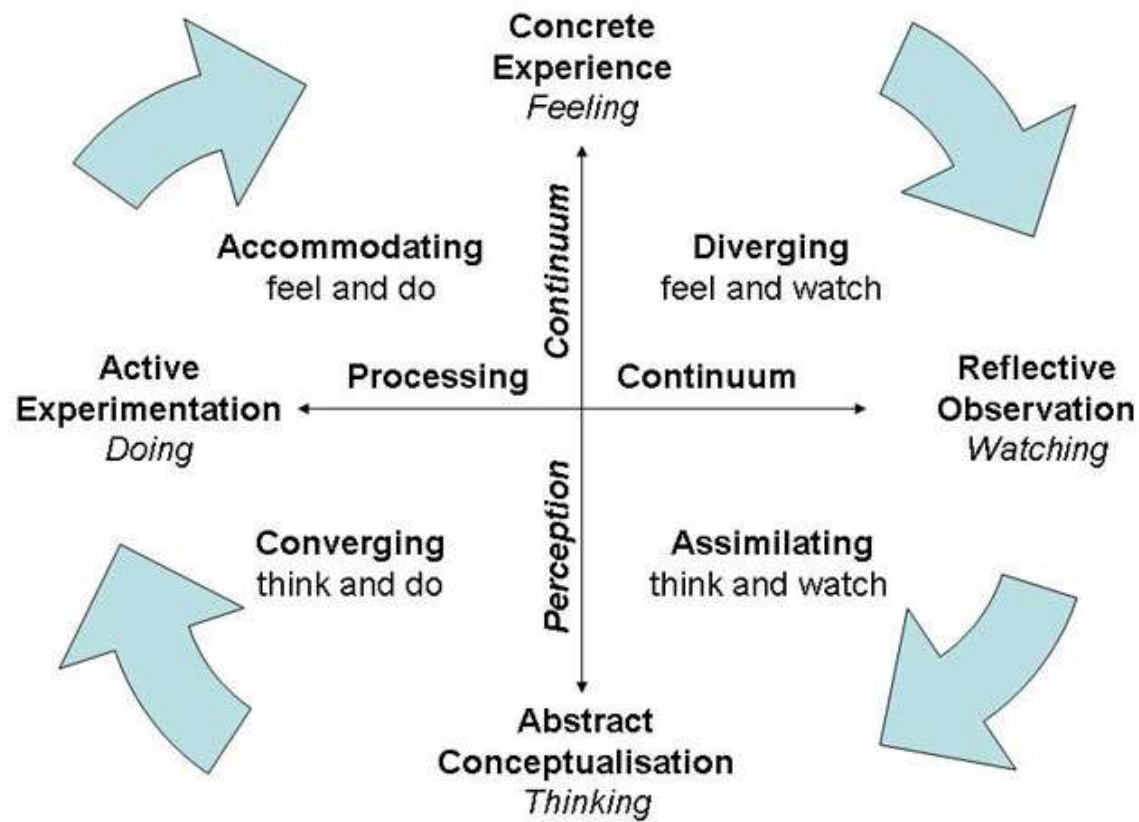 Concrete
Experience
Feeling
Accommodating
feel and do
Continuum
Diverging
feel and watch
Active
Experimentation
Doing
Processing
Continuum
Reflective
Observation
Watching
Converging
think and do
Perception
Assimilating
think and watch
Abstract
Conceptualisation
Thinking